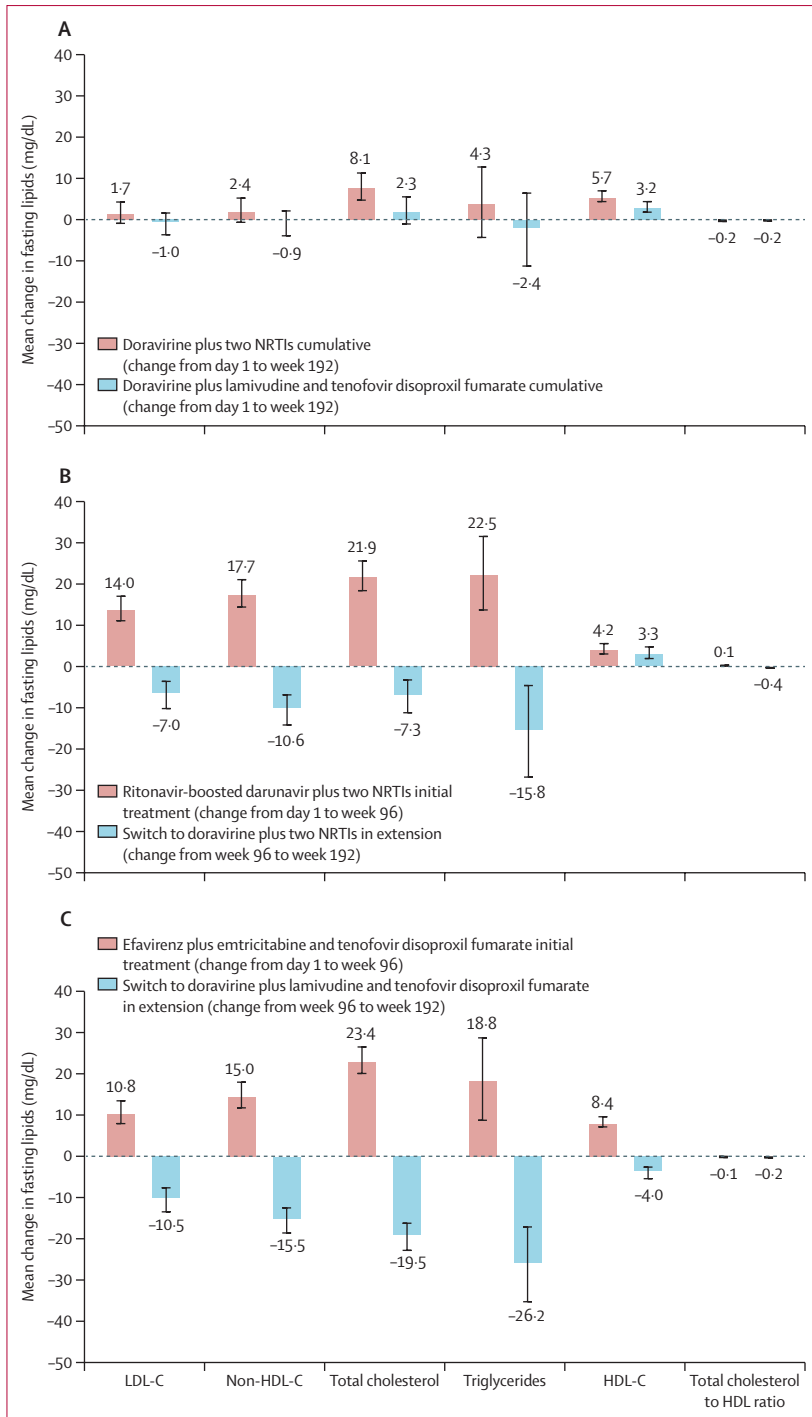 A
Mean change in fasting lipids (mg/dL)
40
30
20
10
0
–10
–20
–30
–40
–50
1·7
–1·0
2·4
–0·9
8·1
2·3
4·3
–2·4
5·7
3·2
–0·2
–0·2
Doravirine plus two NRTIs cumulative
(change from day 1 to week 192)
Doravirine plus lamivudine and tenofovir disoproxil fumarate cumulative
(change from day 1 to week 192)
B
Mean change in fasting lipids (mg/dL)
40
30
20
10
0
–10
–20
–30
–40
–50
14·0
–7·0
17·7
–10·6
21·9
–7·3
22·5
–15·8
4·2
3·3
0·1
–0·4
Ritonavir-boosted darunavir plus two NRTIs initial
treatment (change from day 1 to week 96)
Switch to doravirine plus two NRTIs in extension
(change from week 96 to week 192)
C
Efavirenz plus emtricitabine and tenofovir disoproxil fumarate initial
treatment (change from day 1 to week 96)
Switch to doravirine plus lamivudine and tenofovir disoproxil fumarate
in extension (change from week 96 to week 192)
Mean change in fasting lipids (mg/dL)
40
30
20
10
0
–10
–20
–30
–40
–50
10·8
–10·5
15·0
–15·5
23·4
–19·5
18·8
–26·2
8·4
–4·0
–0·1
–0·2
LDL-C
Non-HDL-C
Total cholesterol
Triglycerides
HDL-C
Total cholesterol
to HDL ratio